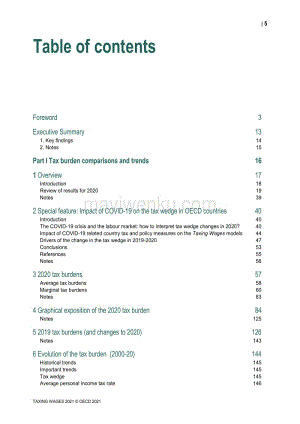 | 5
Table of contents
Foreword 3
Executive Summary 13
1. Key findings 14
2. Notes 15
Part I Tax burden comparisons and trends 16
1 Overview 17
Introduction 18
Review of results for 2020 19
Notes 39
2 Special feature: Impact of COVID-19 on the tax wedge in OECD countries 40
Introduction 40
The COVID-19 crisis and the labour market: how to interpret tax wedge changes in 2020? 40
Impact of COVID-19 related country tax and policy measures on the Taxing Wages models 44
Drivers of the change in the tax wedge in 2019-2020 47
Conclusions 53
References 55
Notes 56
3 2020 tax burdens 57
Average tax burdens 58
Marginal tax burdens 60
Notes 83
4 Graphical exposition of the 2020 tax burden 84
Notes 125
5 2019 tax burdens (and changes to 2020) 126
Notes 143
6 Evolution of the tax burden (2000-20) 144
Historical trends 145
Important trends 145
Tax wedge 145
Average personal income tax rate 146
TAXING WAGES 2021 © OECD 2021